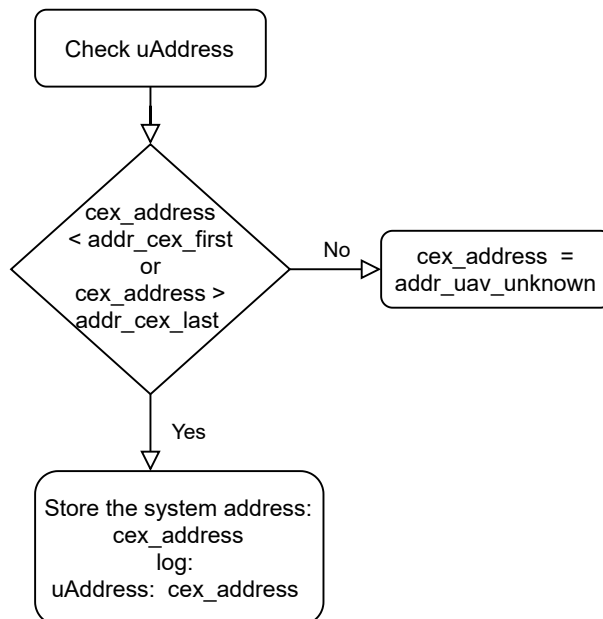 Check uAddress
cex_address
< addr_cex_first
or
cex_address >
addr_cex_last
No
cex_address  =
addr_uav_unknown
Yes
Store the system address:
cex_address
log:
uAddress:  cex_address